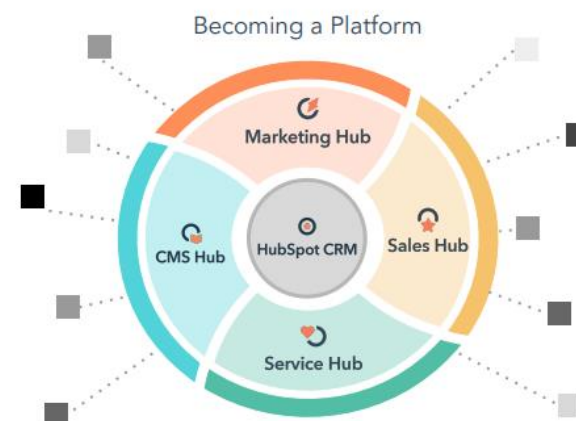 Becoming a Platform
Marketing Hub
CMS Hub
HubSpot CRM
Sales Hub
Service Hub